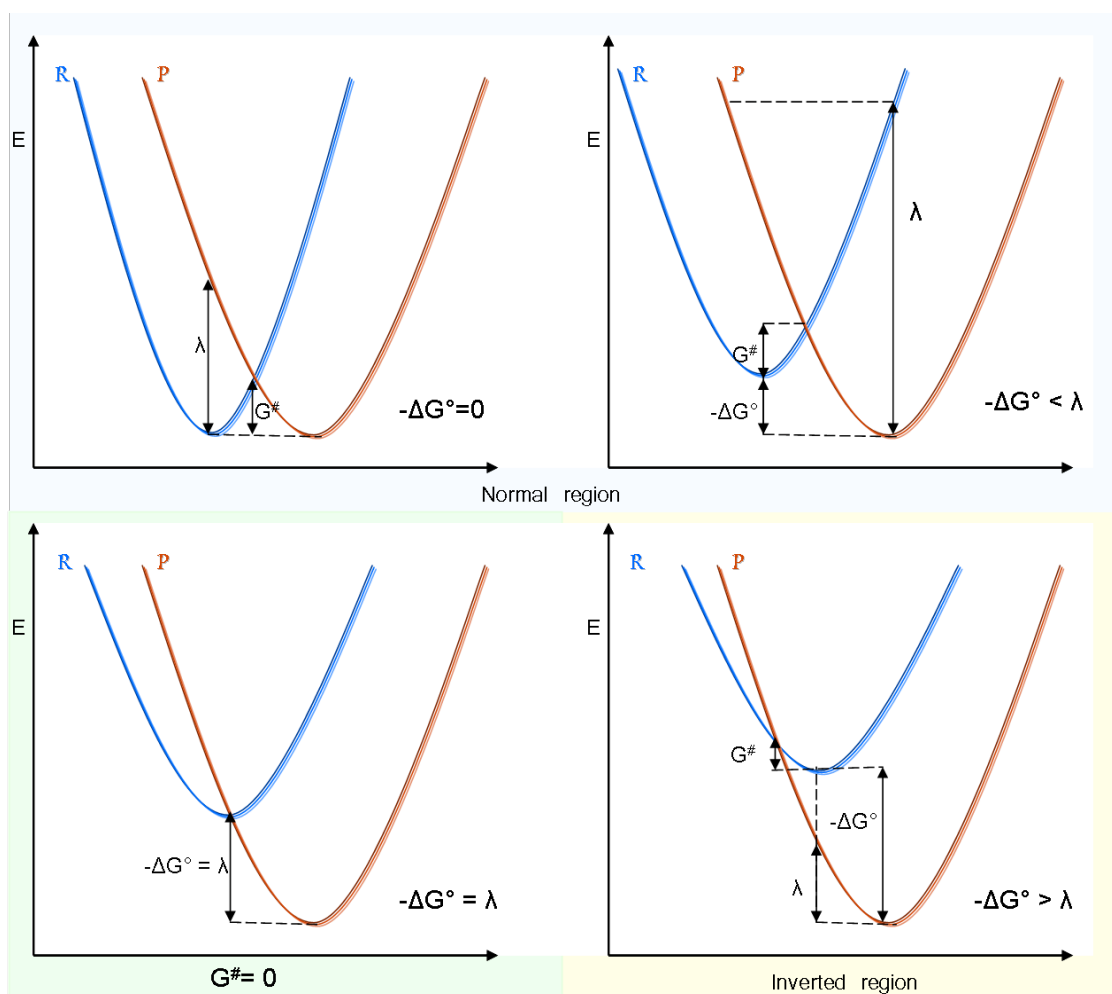 R P
E
λ
G#
-ΔG°=0
R P
E
λ
G#
-ΔG°
-ΔG° < λ
Normal region
R P
E
-ΔG° = λ
-ΔG° = λ
G#= 0
R P
E
G#
-ΔG°
λ
-ΔG° > λ
Inverted region